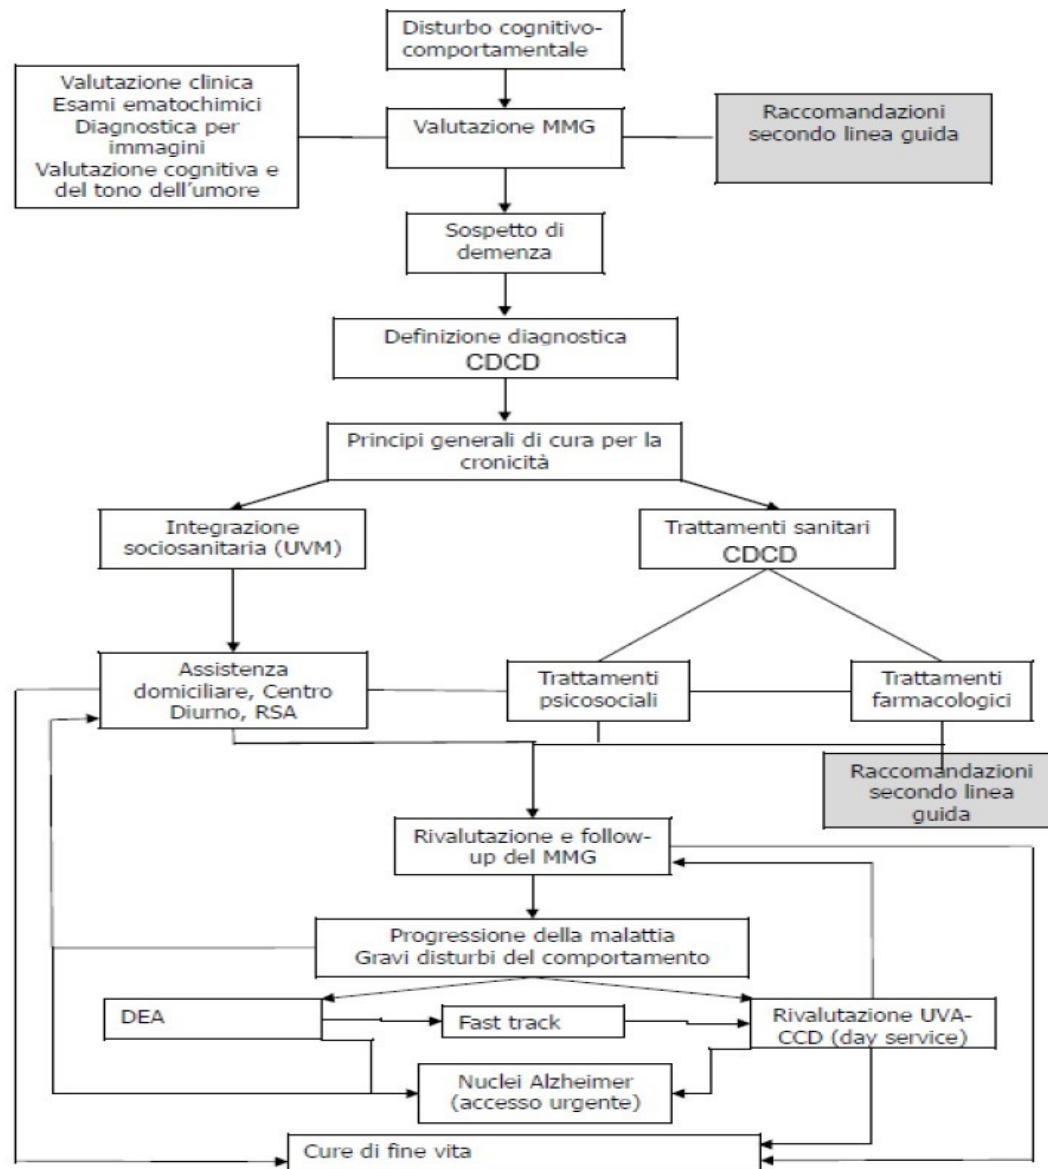 Disturbo cognitivo-
comportamentale
Valutazione clinica
Esami ematochimici
Diagnostica per
immagini
Valutazione cognitiva e
del tono dell'umore
Valutazione MMG
Raccomandazioni
secondo linea guida
Sospetto di
demenza
Definizione diagnostica
CDCD
Principi generali di cura per la
cronicità
Integrazione
sociosanitaria (UVM)
Trattamenti sanitari
CDCD
Assistenza
domiciliare, Centro
Diurno, RSA
Trattamenti
psicosociali
Trattamenti
farmacologici
Raccomandazioni
secondo linea
guida
Rivalutazione e follow-
up del MMG
Progressione della malattia
Gravi disturbi del comportamento
DEA
Fast track
Rivalutazione UVA-
CCD (day service)
Nuclei Alzheimer
(accesso urgente)
Cure di fine vita